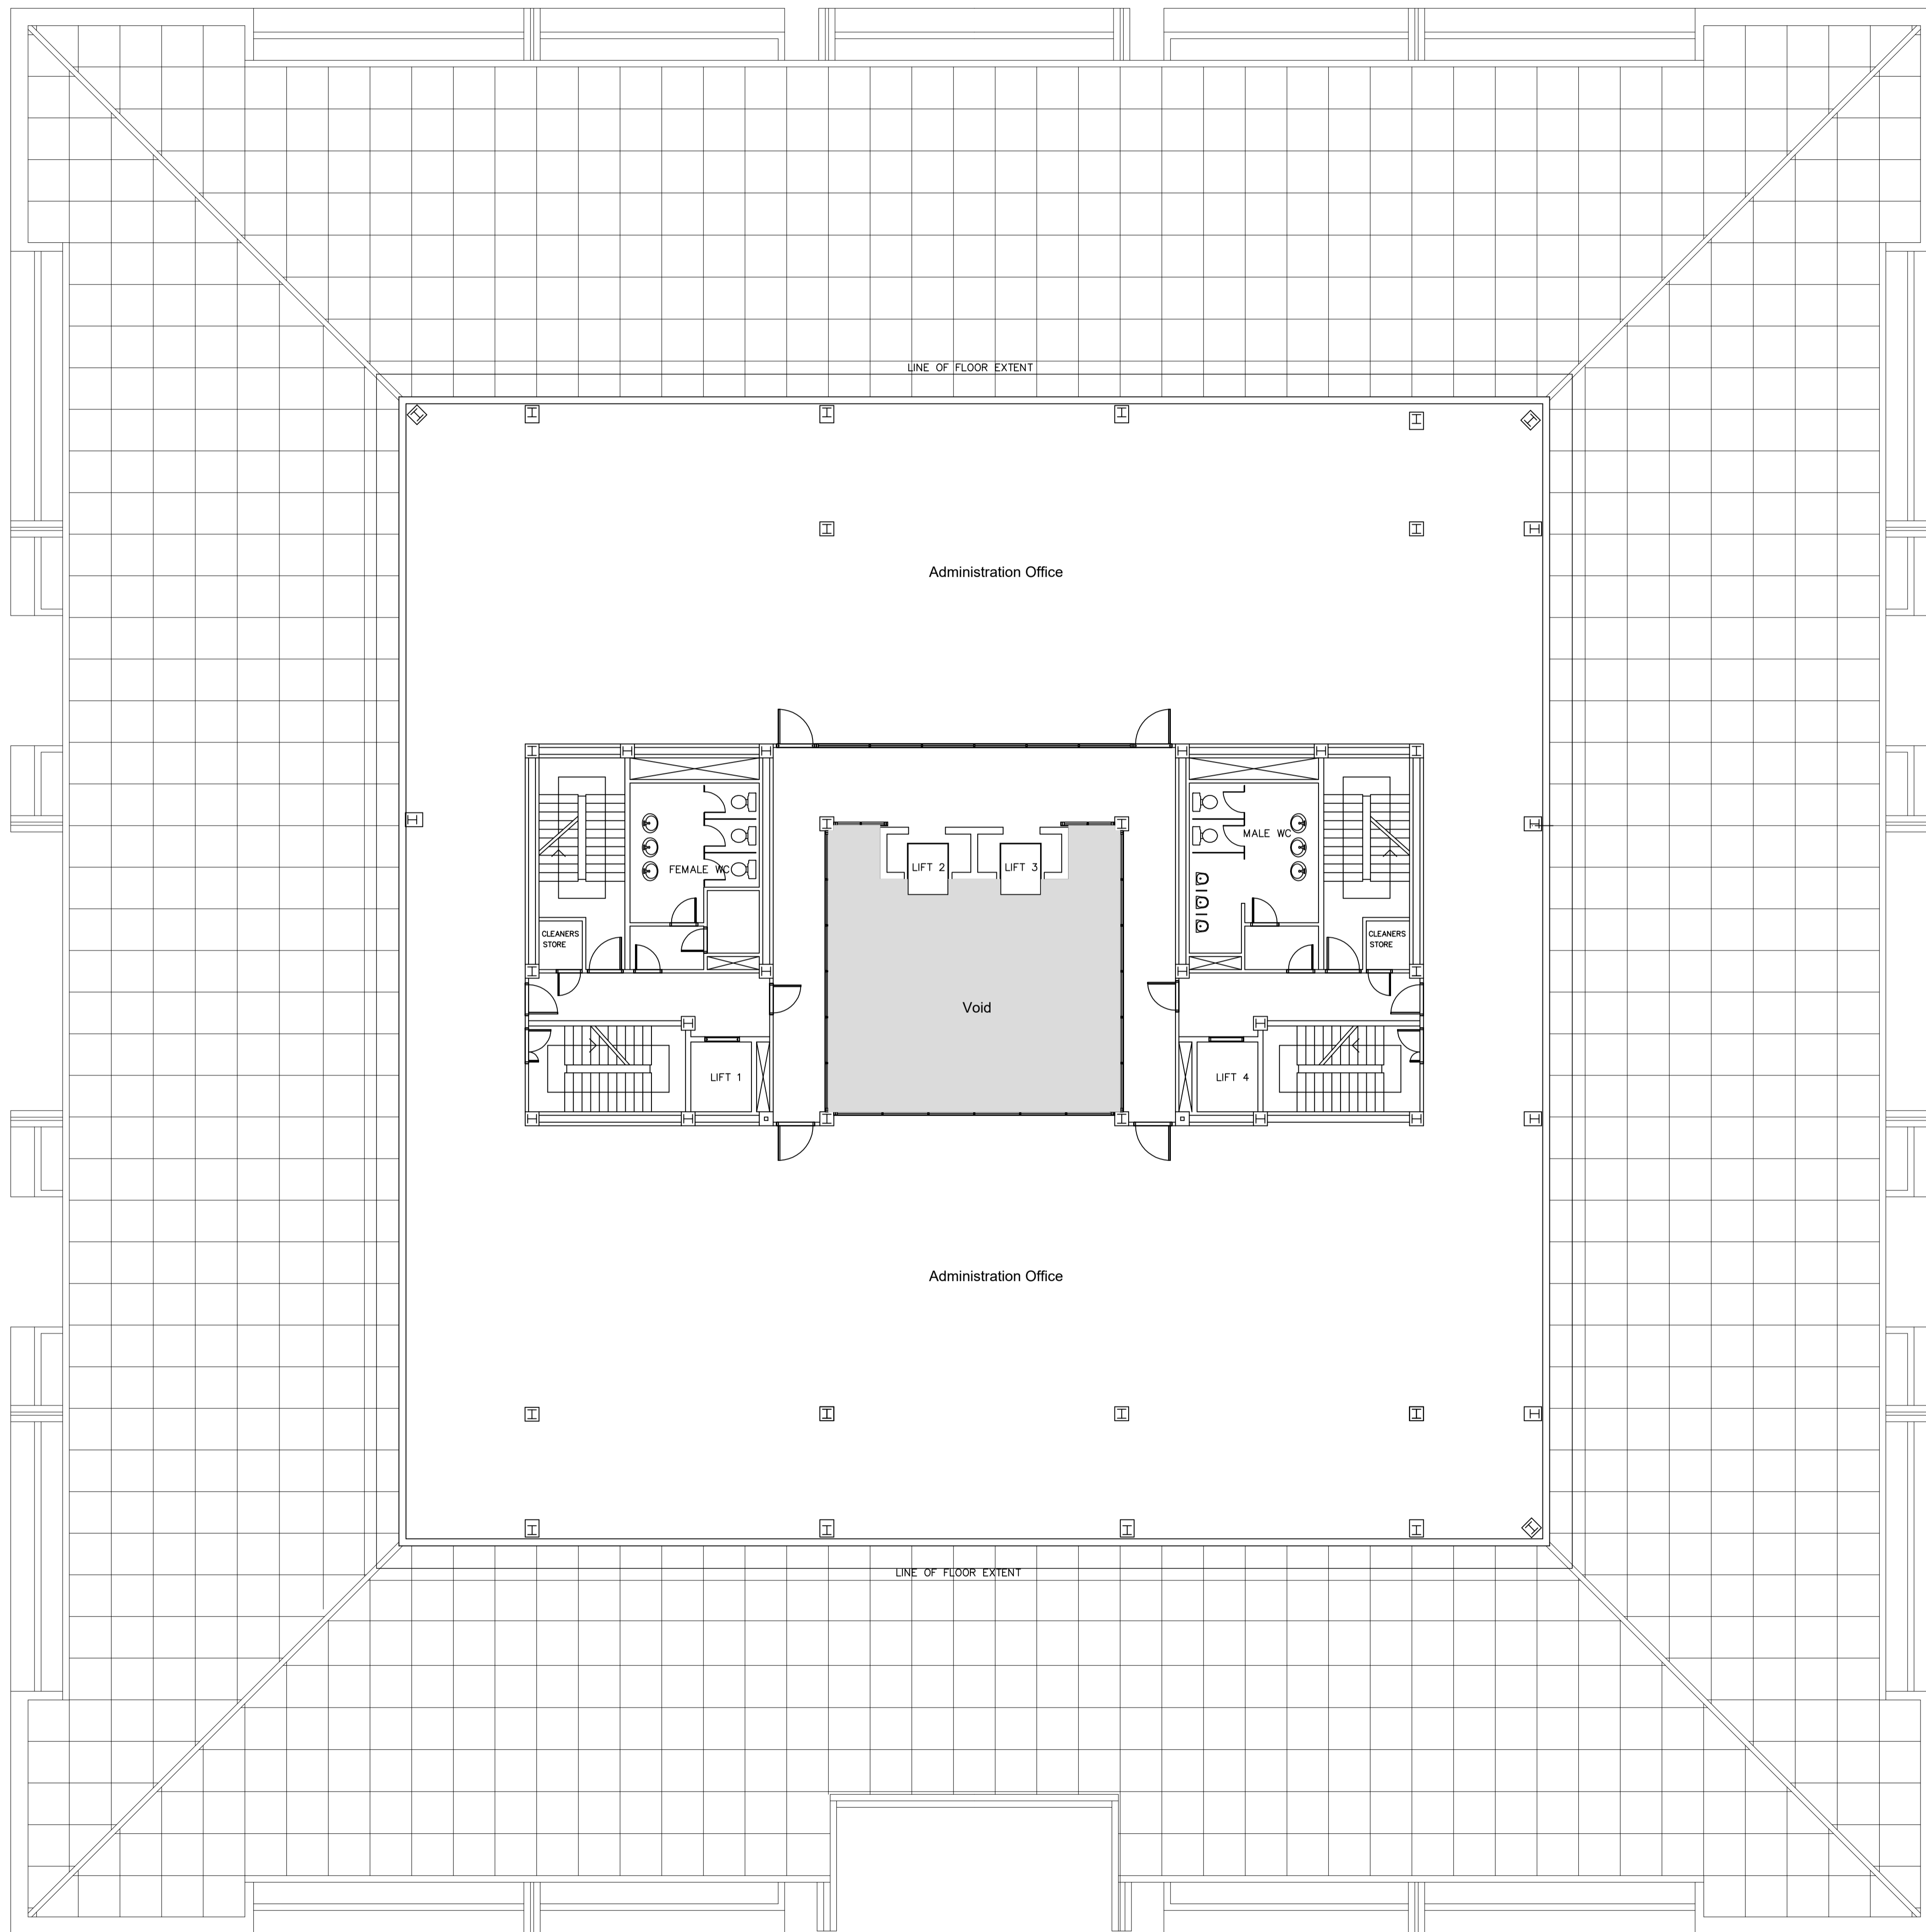 LINE OF FLOOR EXTENT
Administration Office
MALE WC
FEMALE WC
LIFT 2
LIFT 3
CLEANERS
STORE
CLEANERS
STORE
Void
LIFT 1
LIFT 4
Administration Office
LINE OF FLOOR EXTENT